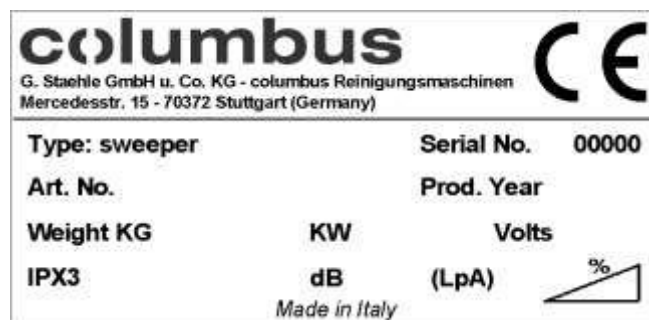 columbus
CE
G. Staehle GmbH u. Co. KG - columbus Reinigungsmaschinen
Mercedesstr. 15 - 70372 Stuttgart (Germany)
Type: sweeper Serial No. 00000
Art. No. Prod. Year
Weight KG KW Volts
IPX3 dB (LpA) %
Made in Italy